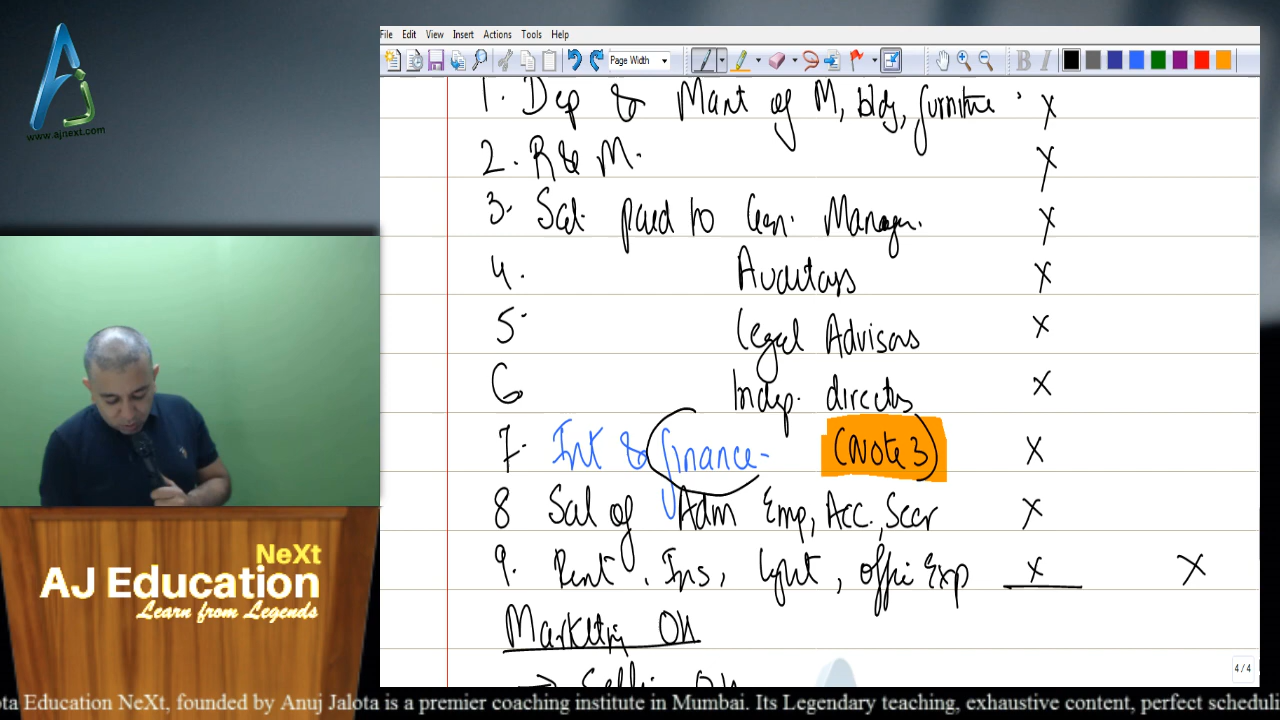 www.ajnext.com
File Edit View Insert Actions Tools Help
Page Width
B I
1. Dep & Mant of M, bldg, furniture
X
2. R & M.
X
3. Sal. paid to Gen. Manager.
X
4. Auditors
X
5. Legal Advisors
X
6 Indep. directors
X
7. Int & finance- (Note 3)
X
8 Sal of Adm Emp, Acc., Secr
X
9. Rent, Ins, light, offic Exp
X X
Marketing OH
4/4
NeXt
AJ Education
Learn from Legends
ota Education NeXt, founded by Anuj Jalota is a premier coaching institute in Mumbai. Its Legendary teaching, exhaustive content, perfect scheduli